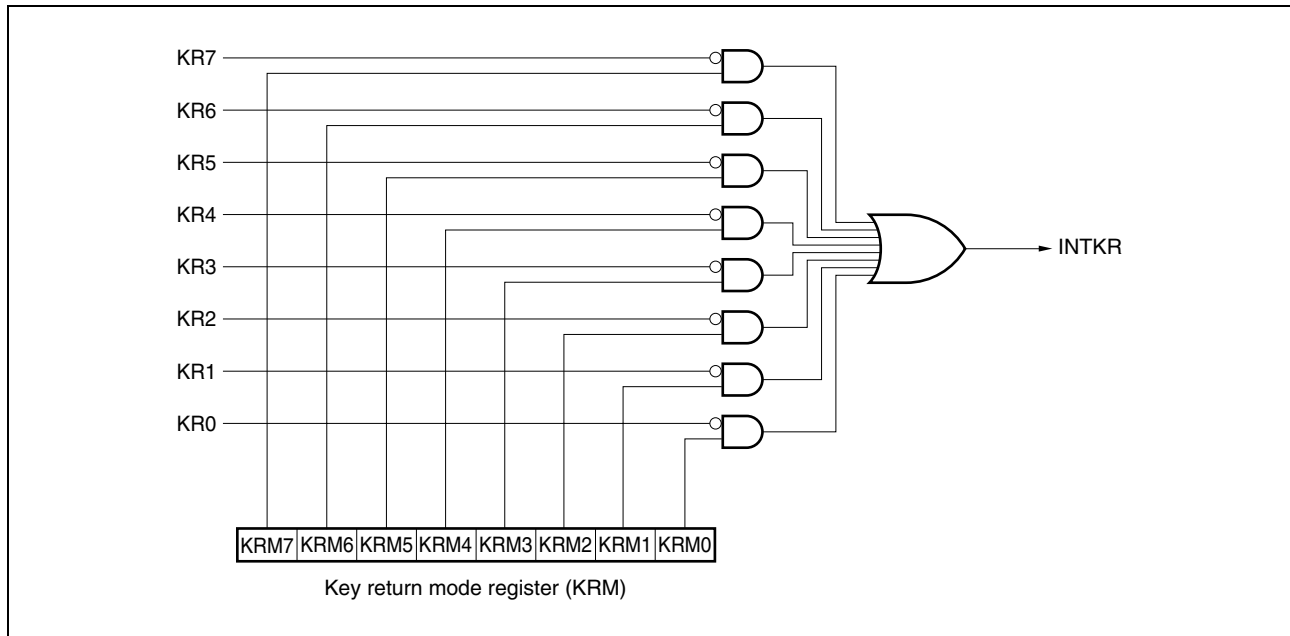 KR7
KR6
KR5
KR4
KR3
KR2
KR1
KR0
INTKR
KRM7 KRM6 KRM5 KRM4 KRM3 KRM2 KRM1 KRM0
Key return mode register (KRM)